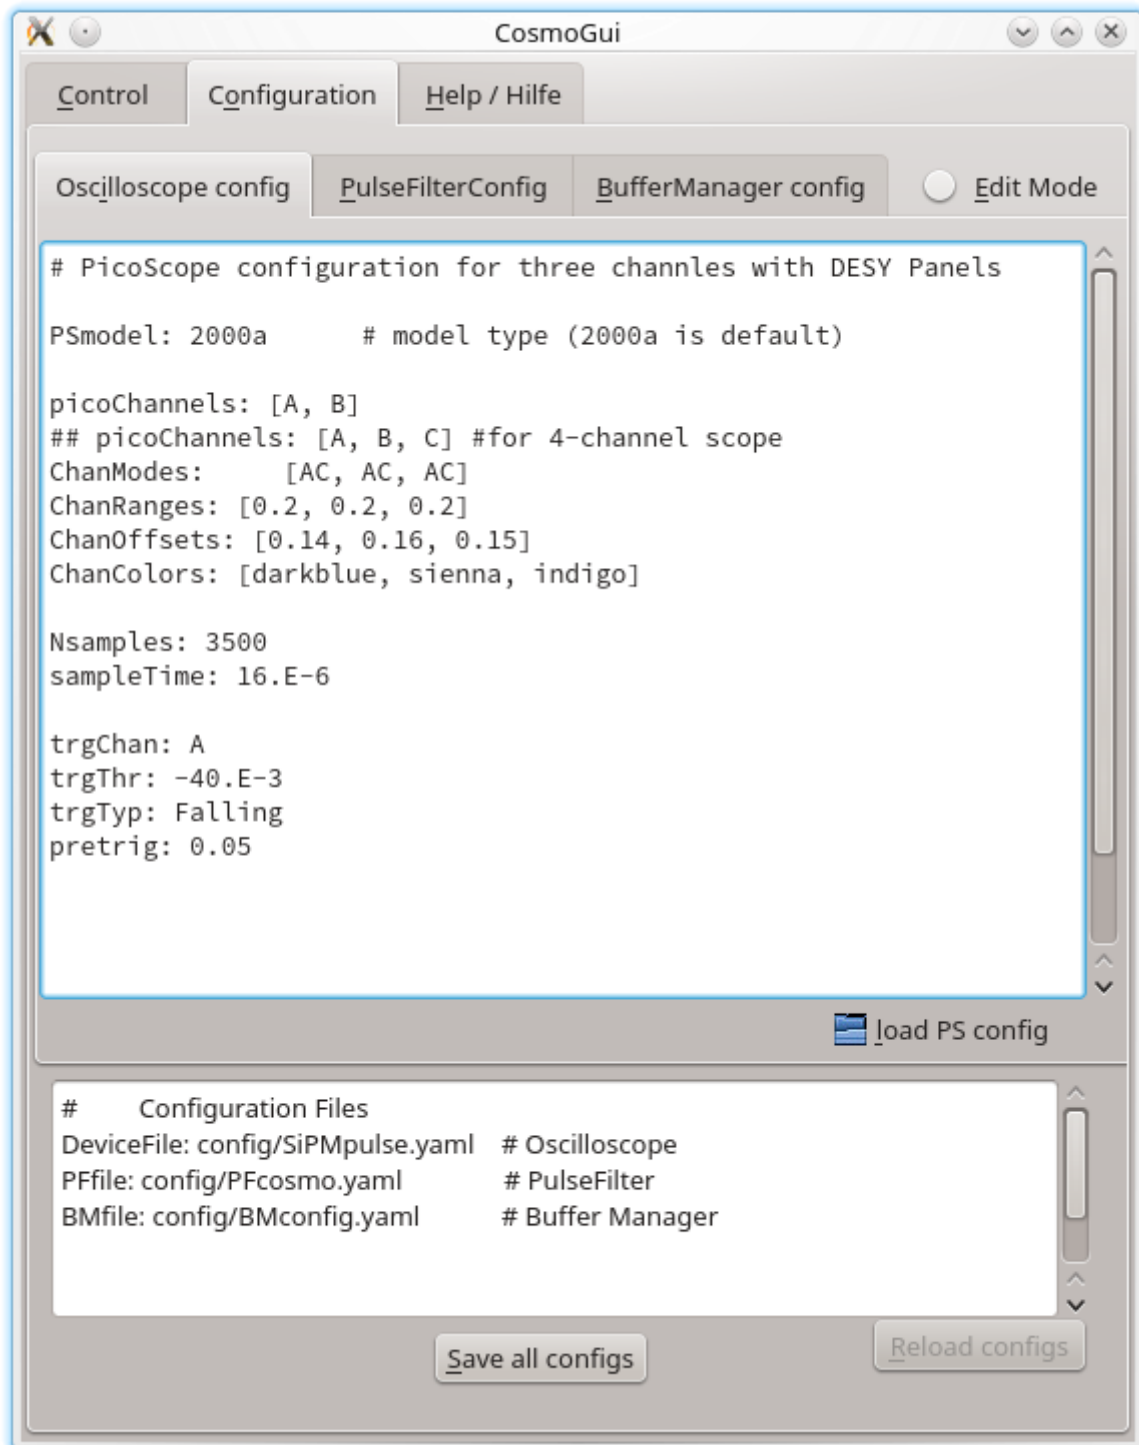 CosmoGui
Control Configuration Help / Hilfe
Oscilloscope config PulseFilterConfig BufferManager config Edit Mode
# PicoScope configuration for three channles with DESY Panels
PSmodel: 2000a      # model type (2000a is default)
picoChannels: [A, B]
## picoChannels: [A, B, C] #for 4-channel scope
ChanModes:     [AC, AC, AC]
ChanRanges: [0.2, 0.2, 0.2]
ChanOffsets: [0.14, 0.16, 0.15]
ChanColors: [darkblue, sienna, indigo]
Nsamples: 3500
sampleTime: 16.E-6
trgChan: A
trgThr: -40.E-3
trgTyp: Falling
pretrig: 0.05
load PS config
#       Configuration Files
DeviceFile: config/SiPMpulse.yaml   # Oscilloscope
PFfile: config/PFcosmo.yaml            # PulseFilter
BMfile: config/BMconfig.yaml          # Buffer Manager
Save all configs Reload configs